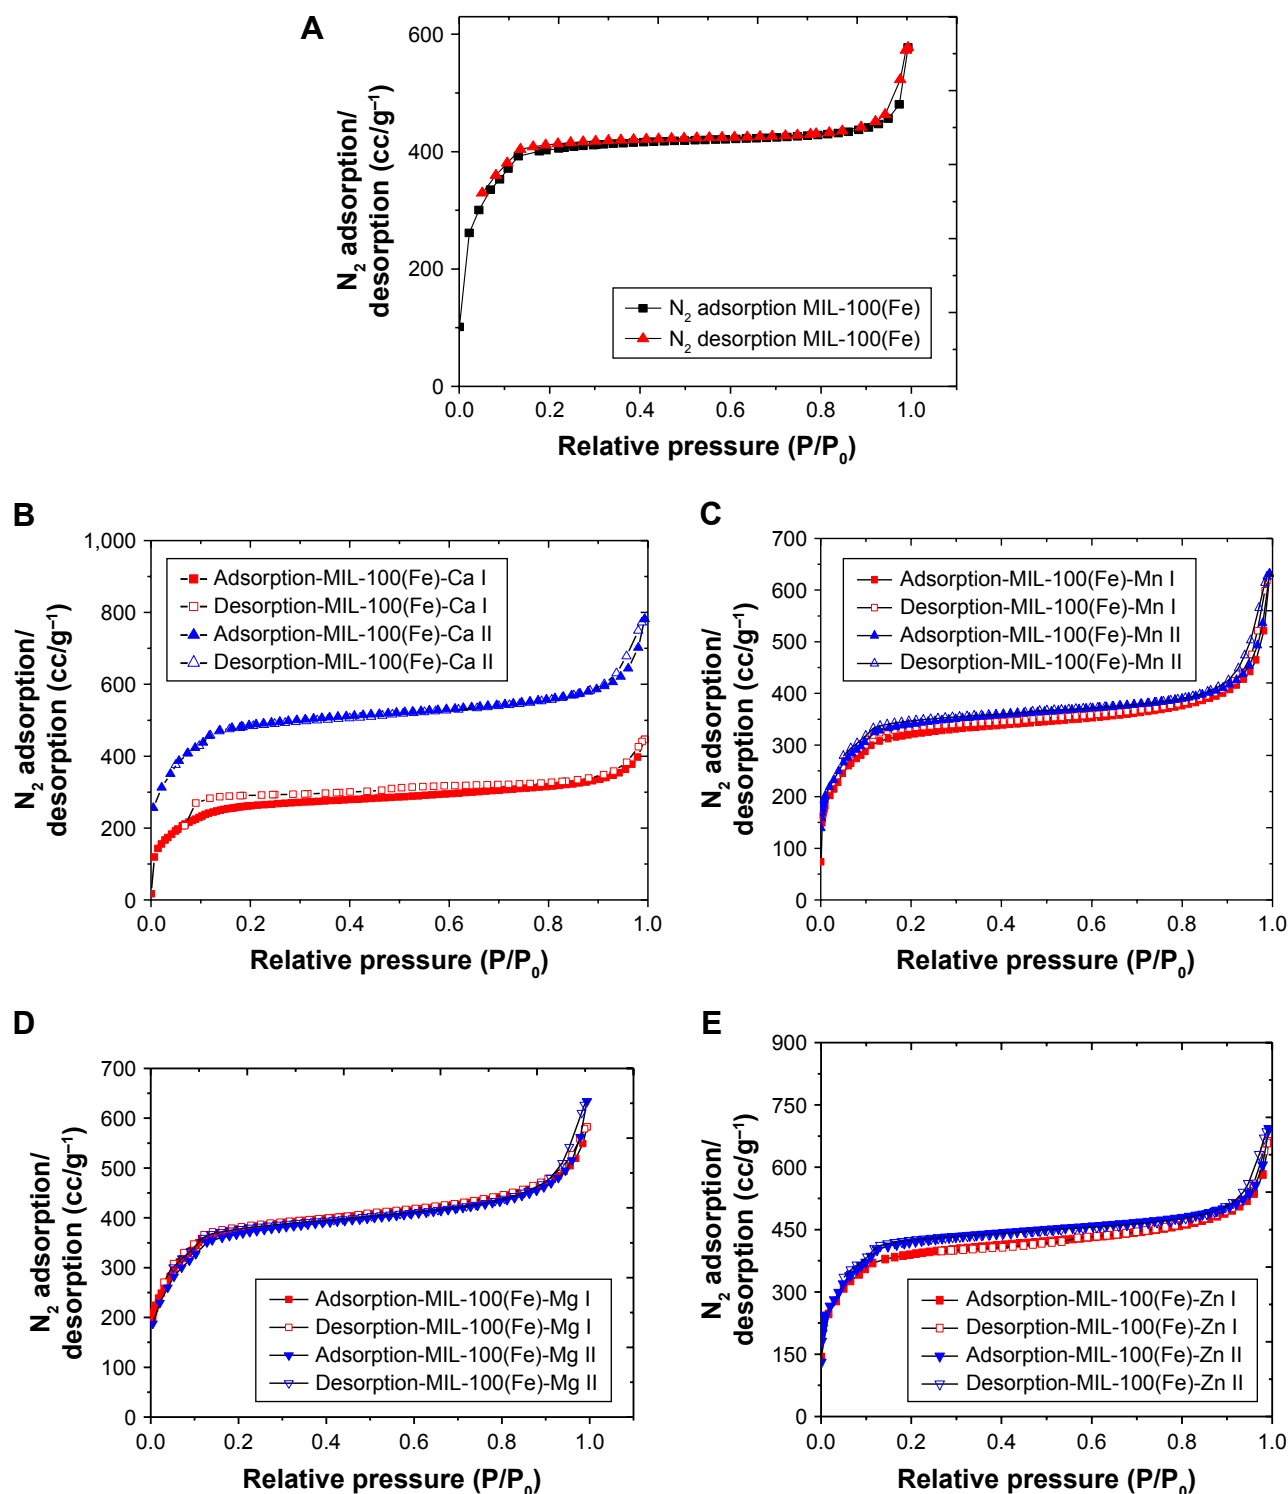 A
N₂ adsorption/
desorption (cc/g⁻¹)
600
400
200
0
N₂ adsorption MIL-100(Fe)
N₂ desorption MIL-100(Fe)
0.0 0.2 0.4 0.6 0.8 1.0
Relative pressure (P/P₀)
B
N₂ adsorption/
desorption (cc/g⁻¹)
1,000
800
600
400
200
0
Adsorption-MIL-100(Fe)-Ca I
Desorption-MIL-100(Fe)-Ca I
Adsorption-MIL-100(Fe)-Ca II
Desorption-MIL-100(Fe)-Ca II
0.0 0.2 0.4 0.6 0.8 1.0
Relative pressure (P/P₀)
C
N₂ adsorption/
desorption (cc/g⁻¹)
700
600
500
400
300
200
100
0
Adsorption-MIL-100(Fe)-Mn I
Desorption-MIL-100(Fe)-Mn I
Adsorption-MIL-100(Fe)-Mn II
Desorption-MIL-100(Fe)-Mn II
0.0 0.2 0.4 0.6 0.8 1.0
Relative pressure (P/P₀)
D
N₂ adsorption/
desorption (cc/g⁻¹)
700
600
500
400
300
200
100
0
Adsorption-MIL-100(Fe)-Mg I
Desorption-MIL-100(Fe)-Mg I
Adsorption-MIL-100(Fe)-Mg II
Desorption-MIL-100(Fe)-Mg II
0.0 0.2 0.4 0.6 0.8 1.0
Relative pressure (P/P₀)
E
N₂ adsorption/
desorption (cc/g⁻¹)
900
750
600
450
300
150
0
Adsorption-MIL-100(Fe)-Zn I
Desorption-MIL-100(Fe)-Zn I
Adsorption-MIL-100(Fe)-Zn II
Desorption-MIL-100(Fe)-Zn II
0.0 0.2 0.4 0.6 0.8 1.0
Relative pressure (P/P₀)